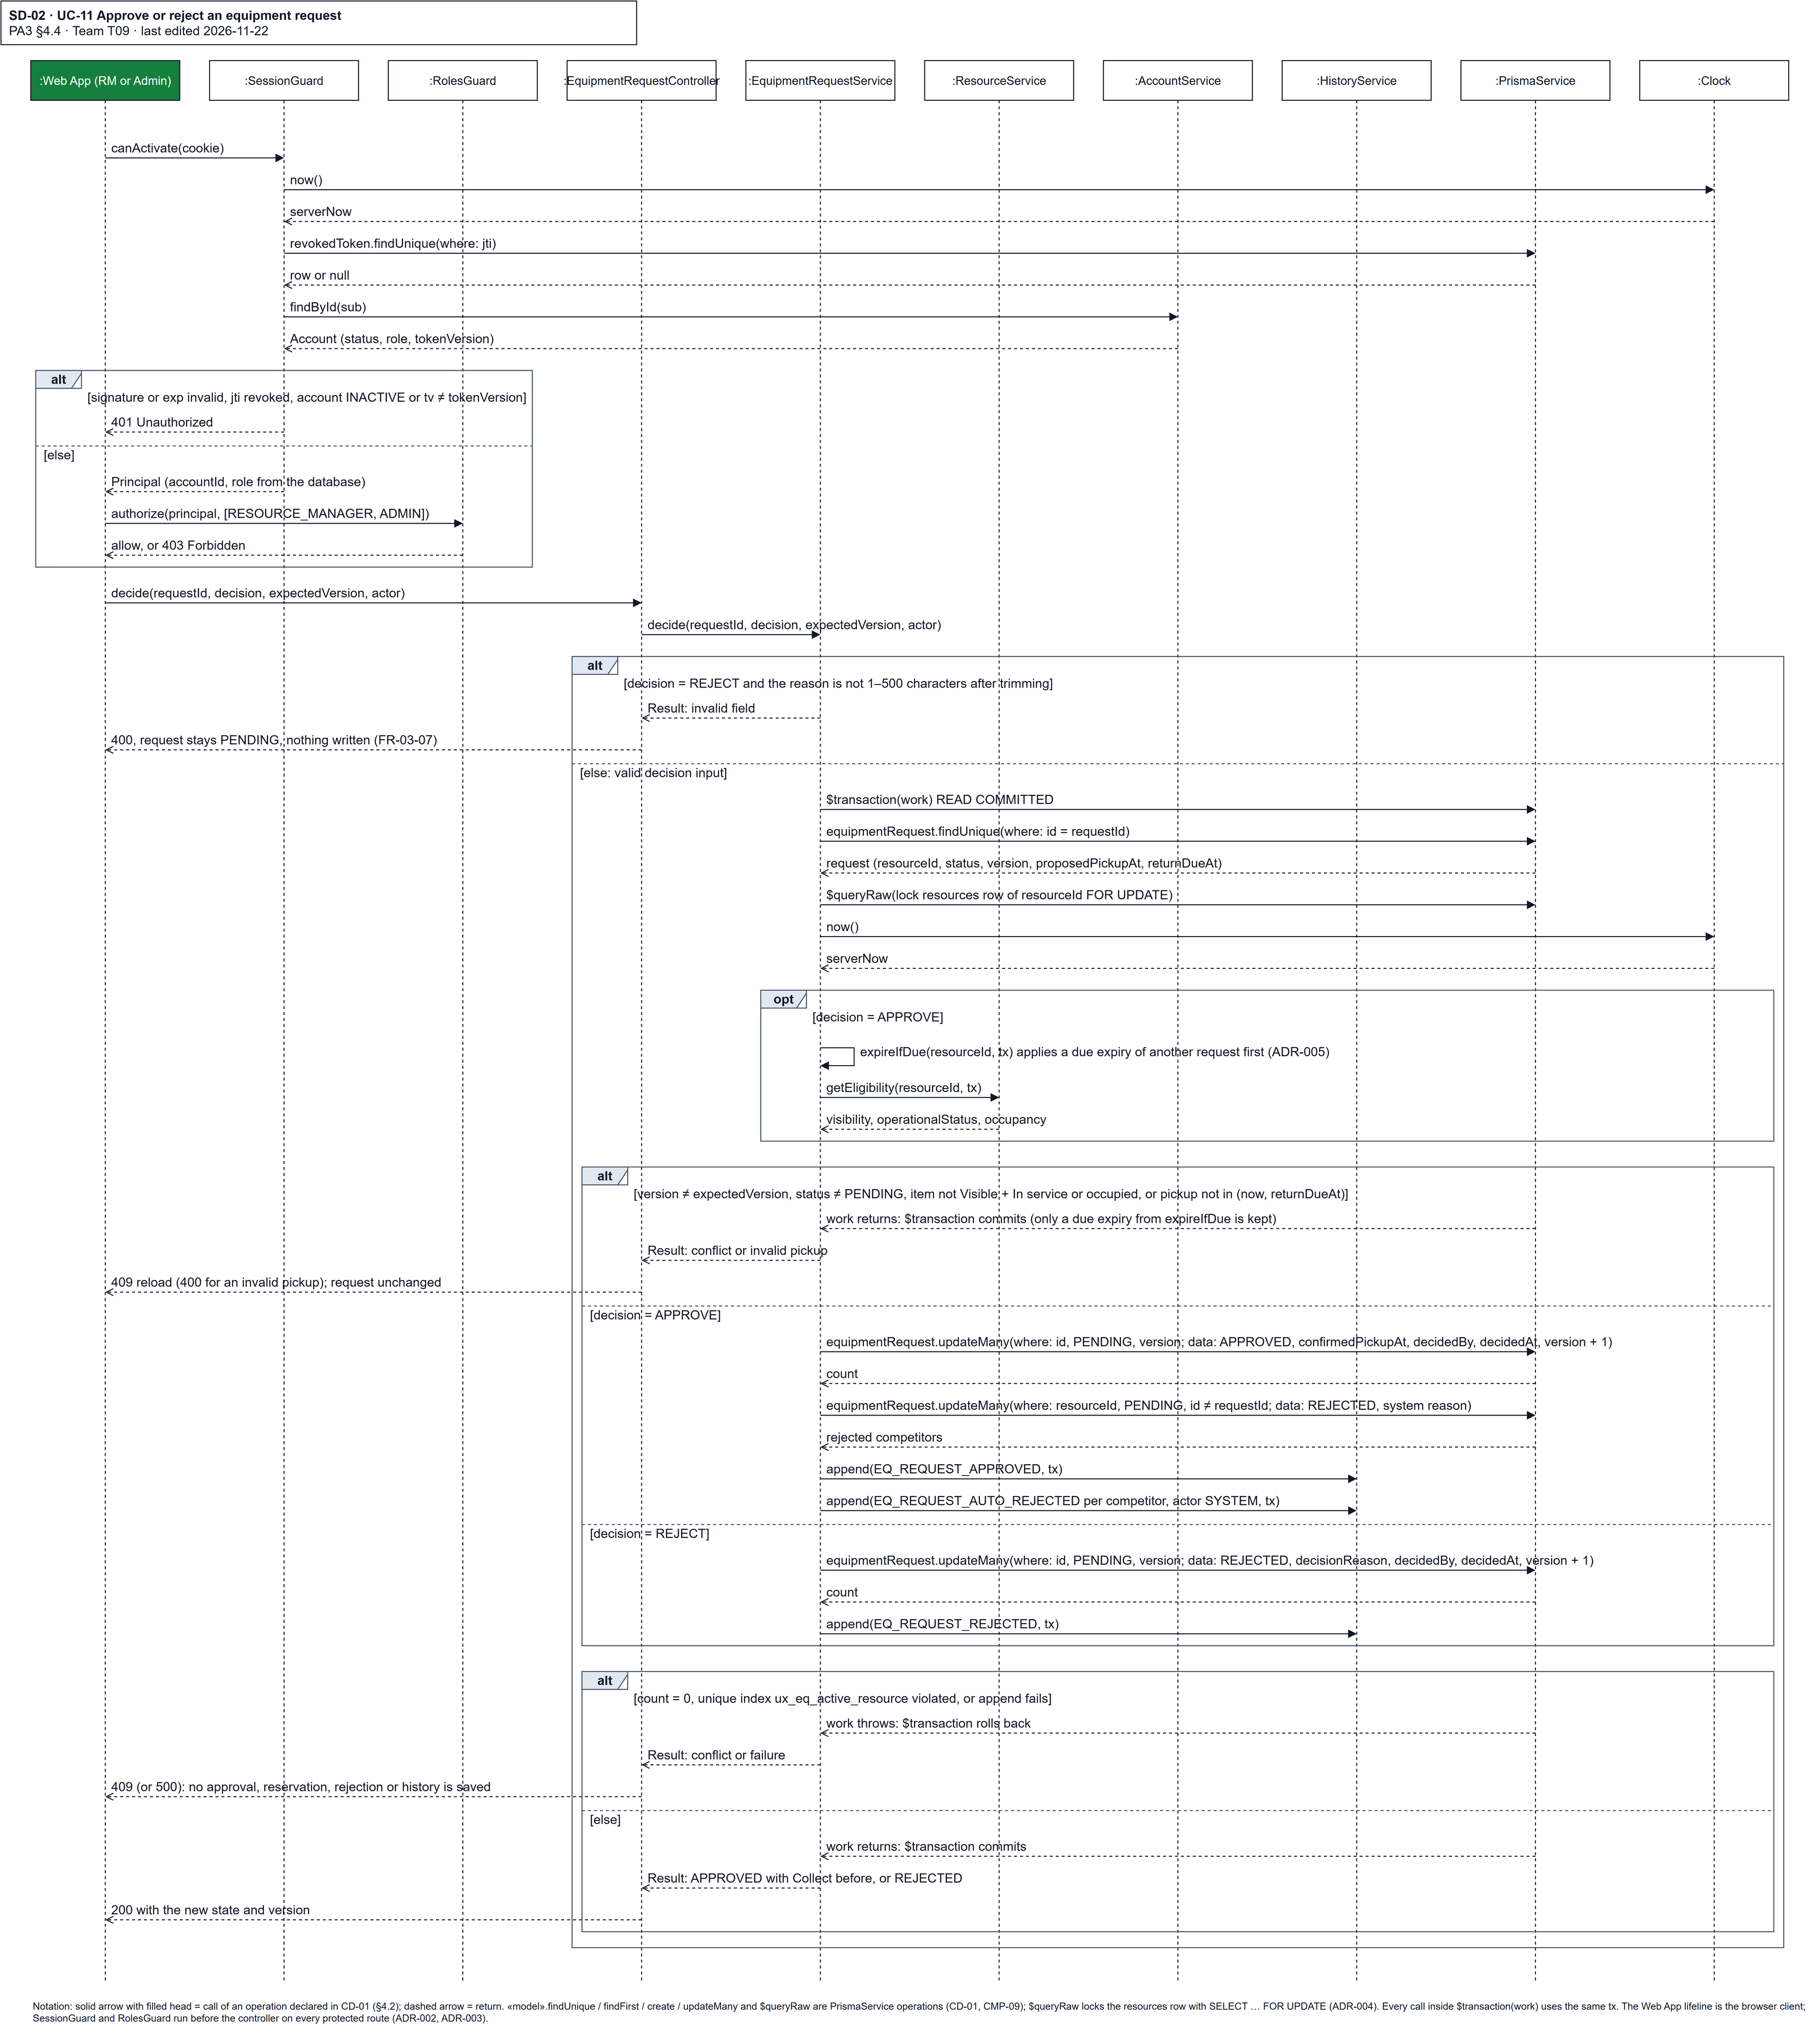 SD-02 · UC-11 Approve or reject an equipment request
PA3 §4.4 · Team T09 · last edited 2026-11-22
:Web App (RM or Admin)
:SessionGuard
:RolesGuard
:EquipmentRequestController
:EquipmentRequestService
:ResourceService
:AccountService
:HistoryService
:PrismaService
:Clock
canActivate(cookie)
now()
serverNow
revokedToken.findUnique(where: jti)
row or null
findById(sub)
Account (status, role, tokenVersion)
alt
[signature or exp invalid, jti revoked, account INACTIVE or tv ≠ tokenVersion]
401 Unauthorized
[else]
Principal (accountId, role from the database)
authorize(principal, [RESOURCE_MANAGER, ADMIN])
allow, or 403 Forbidden
decide(requestId, decision, expectedVersion, actor)
decide(requestId, decision, expectedVersion, actor)
alt
[decision = REJECT and the reason is not 1–500 characters after trimming]
Result: invalid field
400, request stays PENDING, nothing written (FR-03-07)
[else: valid decision input]
$transaction(work) READ COMMITTED
equipmentRequest.findUnique(where: id = requestId)
request (resourceId, status, version, proposedPickupAt, returnDueAt)
$queryRaw(lock resources row of resourceId FOR UPDATE)
now()
serverNow
opt
[decision = APPROVE]
expireIfDue(resourceId, tx) applies a due expiry of another request first (ADR-005)
getEligibility(resourceId, tx)
visibility, operationalStatus, occupancy
alt
[version ≠ expectedVersion, status ≠ PENDING, item not Visible + In service or occupied, or pickup not in (now, returnDueAt)]
work returns: $transaction commits (only a due expiry from expireIfDue is kept)
Result: conflict or invalid pickup
409 reload (400 for an invalid pickup); request unchanged
[decision = APPROVE]
equipmentRequest.updateMany(where: id, PENDING, version; data: APPROVED, confirmedPickupAt, decidedBy, decidedAt, version + 1)
count
equipmentRequest.updateMany(where: resourceId, PENDING, id ≠ requestId; data: REJECTED, system reason)
rejected competitors
append(EQ_REQUEST_APPROVED, tx)
append(EQ_REQUEST_AUTO_REJECTED per competitor, actor SYSTEM, tx)
[decision = REJECT]
equipmentRequest.updateMany(where: id, PENDING, version; data: REJECTED, decisionReason, decidedBy, decidedAt, version + 1)
count
append(EQ_REQUEST_REJECTED, tx)
alt
[count = 0, unique index ux_eq_active_resource violated, or append fails]
work throws: $transaction rolls back
Result: conflict or failure
409 (or 500): no approval, reservation, rejection or history is saved
[else]
work returns: $transaction commits
Result: APPROVED with Collect before, or REJECTED
200 with the new state and version
Notation: solid arrow with filled head = call of an operation declared in CD-01 (§4.2); dashed arrow = return. «model».findUnique / findFirst / create / updateMany and $queryRaw are PrismaService operations (CD-01, CMP-09); $queryRaw locks the resources row with SELECT … FOR UPDATE (ADR-004). Every call inside $transaction(work) uses the same tx. The Web App lifeline is the browser client;
SessionGuard and RolesGuard run before the controller on every protected route (ADR-002, ADR-003).